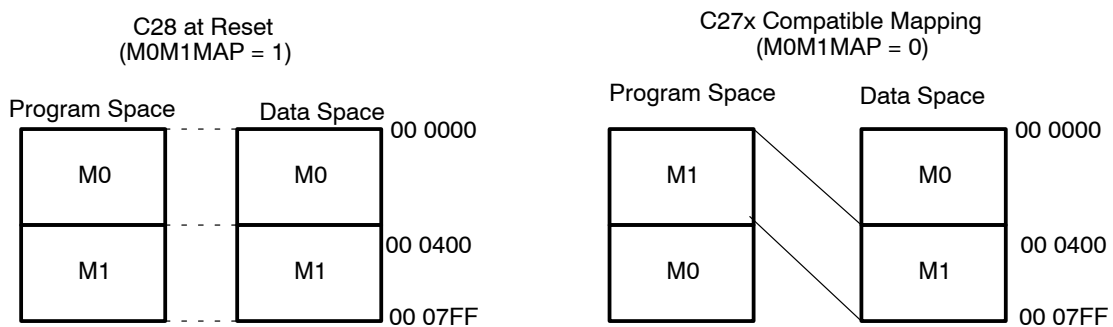 C28 at Reset
(M0M1MAP = 1)
Program Space
Data Space
00 0000
M0
M0
00 0400
M1
M1
00 07FF
C27x Compatible Mapping
(M0M1MAP = 0)
Program Space
Data Space
00 0000
M1
M0
00 0400
M0
M1
00 07FF